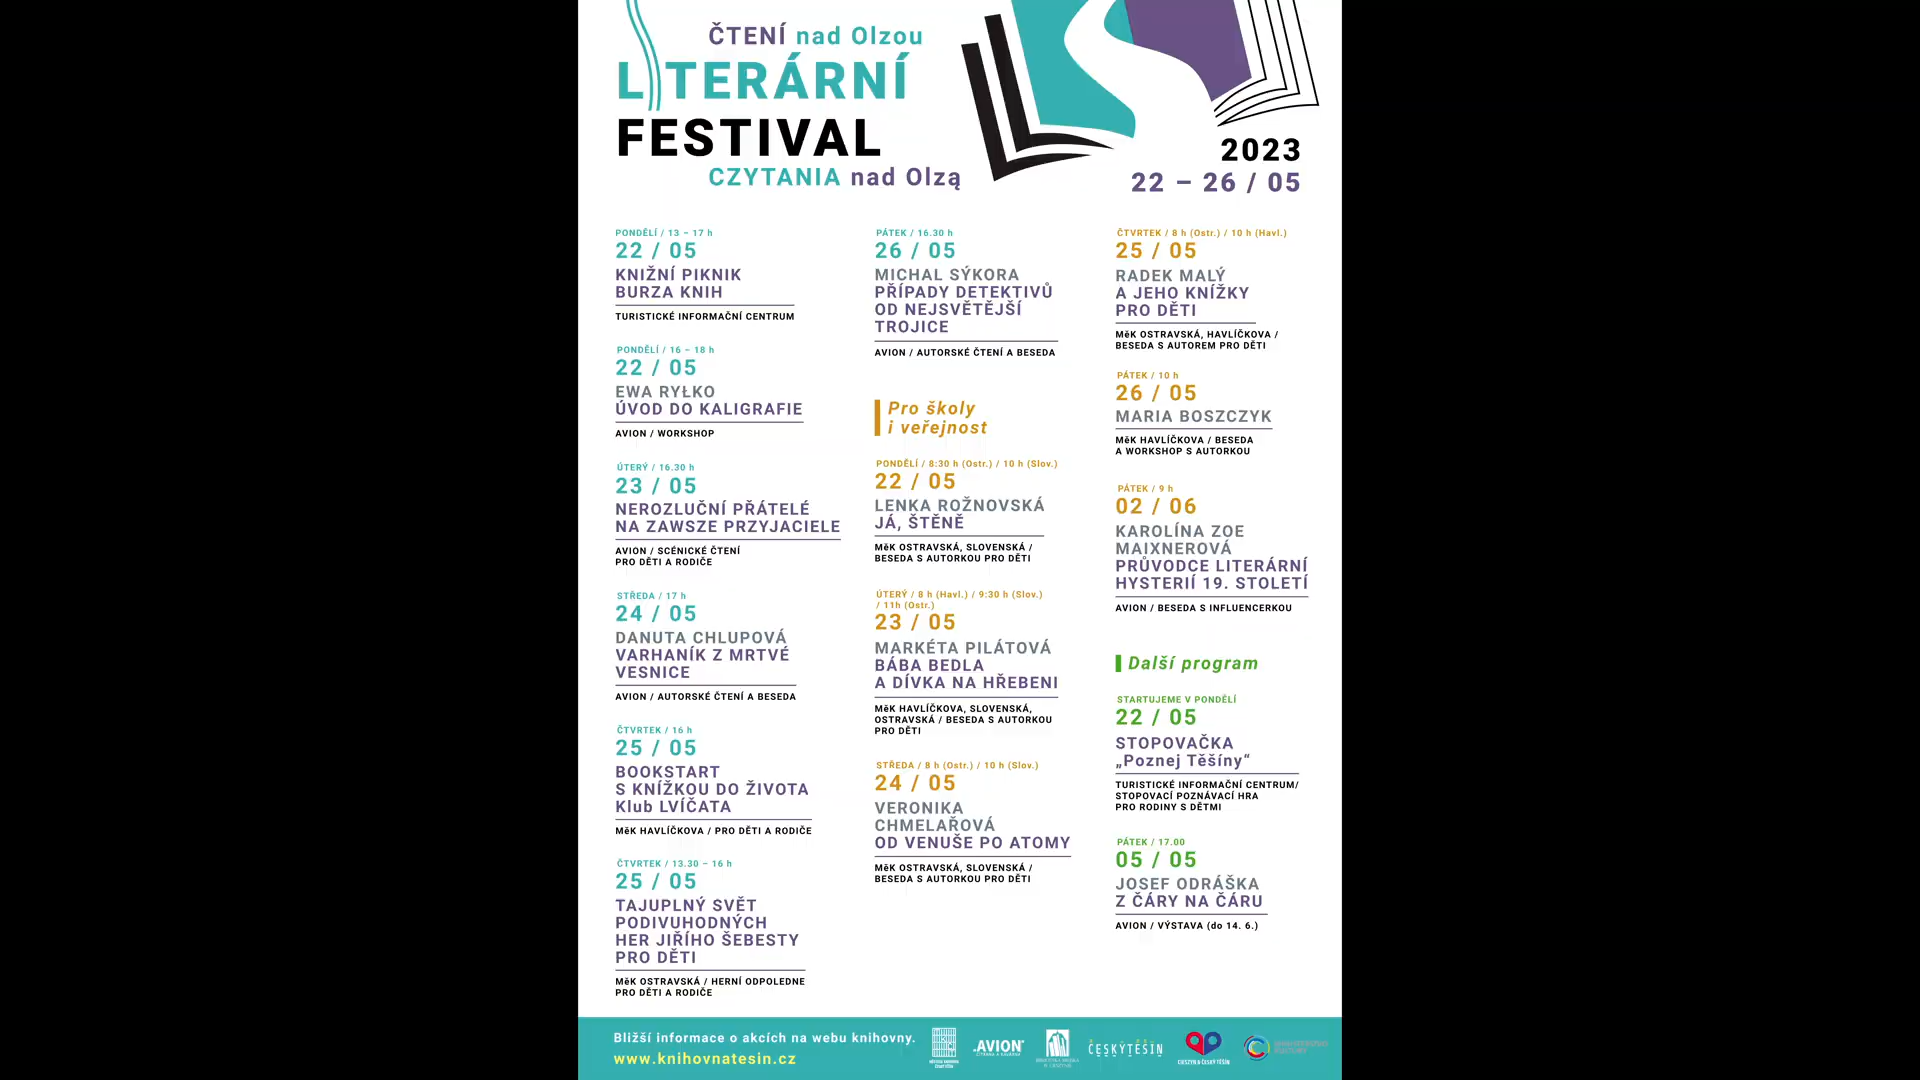 ČTENÍ nad Olzou
LITERÁRNÍ
FESTIVAL
CZYTANIA nad Olzą
2023
22 – 26 / 05
PONDĚLÍ / 13 – 17 h
22 / 05
KNIŽNÍ PIKNIK
BURZA KNIH
TURISTICKÉ INFORMAČNÍ CENTRUM
PONDĚLÍ / 16 – 18 h
22 / 05
EWA RYŁKO
ÚVOD DO KALIGRAFIE
AVION / WORKSHOP
ÚTERÝ / 16.30 h
23 / 05
NEROZLUČNÍ PŘÁTELÉ
NA ZAWSZE PRZYJACIELE
AVION / SCÉNICKÉ ČTENÍ
PRO DĚTI A RODIČE
STŘEDA / 17 h
24 / 05
DANUTA CHLUPOVÁ
VARHANÍK Z MRTVÉ
VESNICE
AVION / AUTORSKÉ ČTENÍ A BESEDA
ČTVRTEK / 16 h
25 / 05
BOOKSTART
S KNÍŽKOU DO ŽIVOTA
Klub LVÍČATA
MěK HAVLÍČKOVA / PRO DĚTI A RODIČE
ČTVRTEK / 13.30 – 16 h
25 / 05
TAJUPLNÝ SVĚT
PODIVUHODNÝCH
HER JIŘÍHO ŠEBESTY
PRO DĚTI
MěK OSTRAVSKÁ / HERNÍ ODPOLEDNE
PRO DĚTI A RODIČE
PÁTEK / 16.30 h
26 / 05
MICHAL SÝKORA
PŘÍPADY DETEKTIVŮ
OD NEJSVĚTĚJŠÍ
TROJICE
AVION / AUTORSKÉ ČTENÍ A BESEDA
Pro školy
i veřejnost
PONDĚLÍ / 8:30 h (Ostr.) / 10 h (Slov.)
22 / 05
LENKA ROŽNOVSKÁ
JÁ, ŠTĚNĚ
MěK OSTRAVSKÁ, SLOVENSKÁ /
BESEDA S AUTORKOU PRO DĚTI
ÚTERÝ / 8 h (Havl.) / 9:30 h (Slov.)
/ 11h (Ostr.)
23 / 05
MARKÉTA PILÁTOVÁ
BÁBA BEDLA
A DÍVKA NA HŘEBENI
MěK HAVLÍČKOVA, SLOVENSKÁ,
OSTRAVSKÁ / BESEDA S AUTORKOU
PRO DĚTI
STŘEDA / 8 h (Ostr.) / 10 h (Slov.)
24 / 05
VERONIKA
CHMELAŘOVÁ
OD VENUŠE PO ATOMY
MěK OSTRAVSKÁ, SLOVENSKÁ /
BESEDA S AUTORKOU PRO DĚTI
ČTVRTEK / 8 h (Ostr.) / 10 h (Havl.)
25 / 05
RADEK MALÝ
A JEHO KNÍŽKY
PRO DĚTI
MěK OSTRAVSKÁ, HAVLÍČKOVA /
BESEDA S AUTOREM PRO DĚTI
PÁTEK / 10 h
26 / 05
MARIA BOSZCZYK
MěK HAVLÍČKOVA / BESEDA
A WORKSHOP S AUTORKOU
PÁTEK / 9 h
02 / 06
KAROLÍNA ZOE
MAIXNEROVÁ
PRŮVODCE LITERÁRNÍ
HYSTERIÍ 19. STOLETÍ
AVION / BESEDA S INFLUENCERKOU
Další program
STARTUJEME V PONDĚLÍ
22 / 05
STOPOVAČKA
„Poznej Těšíny“
TURISTICKÉ INFORMAČNÍ CENTRUM/
STOPOVACÍ POZNÁVACÍ HRA
PRO RODINY S DĚTMI
PÁTEK / 17.00
05 / 05
JOSEF ODRÁŠKA
Z ČÁRY NA ČÁRU
AVION / VÝSTAVA (do 14. 6.)
Bližší informace o akcích na webu knihovny.
www.knihovnatesin.cz
AVION
ČÍTÁRNA A KAVÁRNA
ČESKÝ TĚŠÍN
CIESZYN & ČESKÝ TĚŠÍN